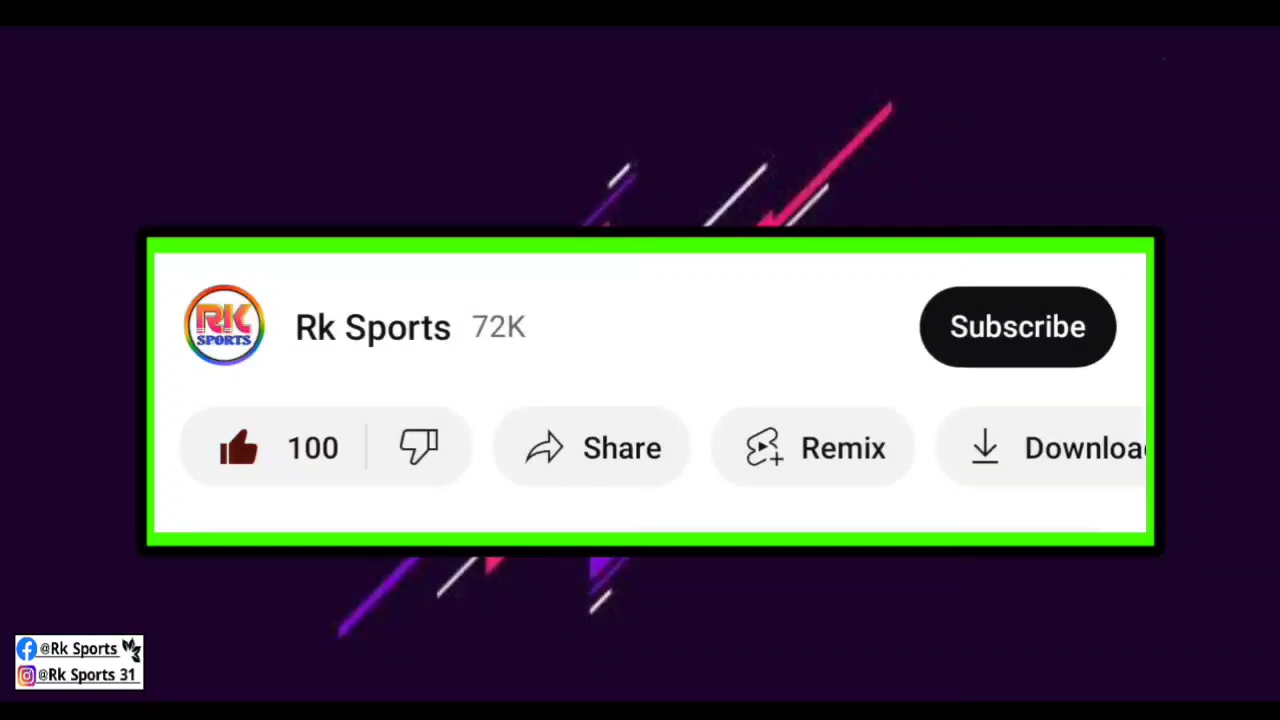 RK
SPORTS
Rk Sports 72K
Subscribe
100
Share
Remix
Downloa
@Rk Sports
@Rk Sports 31